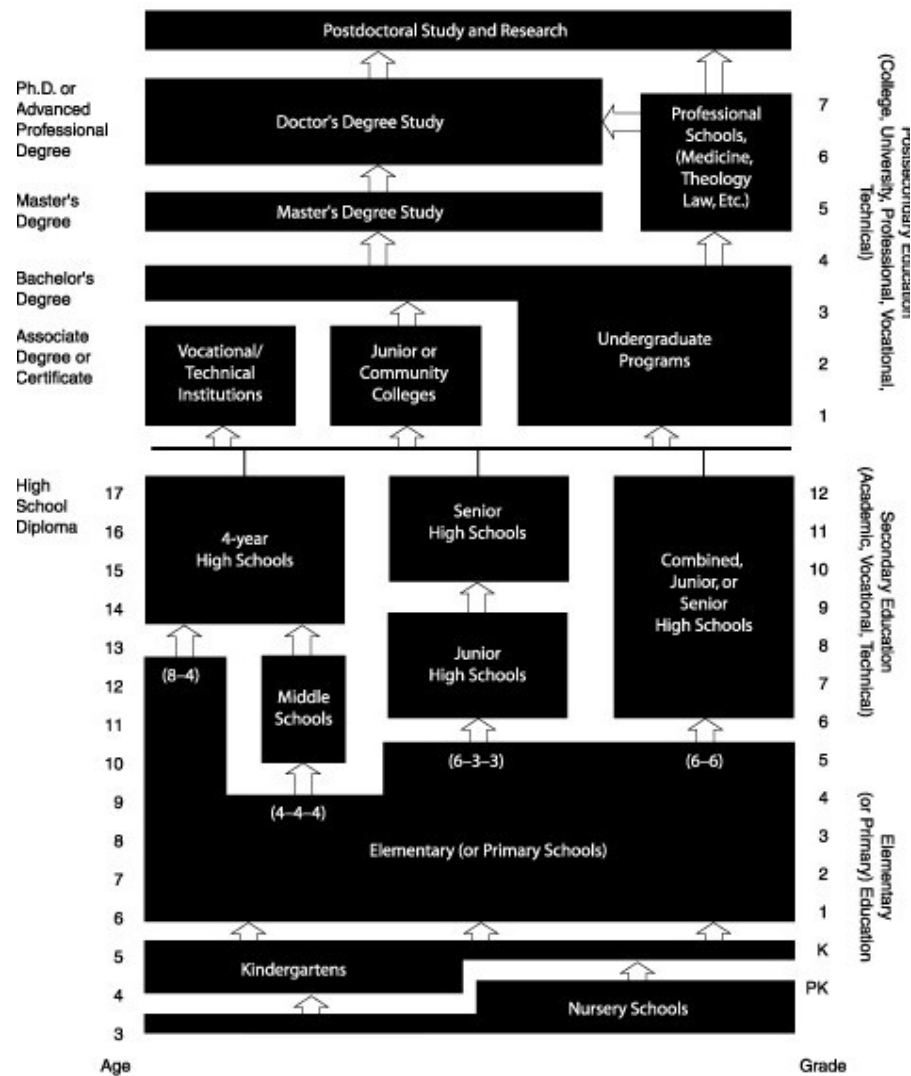 Postdoctoral Study and Research
Ph.D. or
Advanced
Professional
Degree
Doctor's Degree Study
Professional
Schools,
(Medicine,
Theology
Law, Etc.)
7
6
Master's
Degree
Master's Degree Study
5
4
Bachelor's
Degree
3
Associate
Degree or
Certificate
Vocational/
Technical
Institutions
Junior or
Community
Colleges
Undergraduate
Programs
2
1
Postsecondary Education
(College, University, Professional, Vocational,
Technical)
High
School
Diploma
17
16
15
14
13
12
11
10
9
8
7
6
5
4
3
Age
4-year
High Schools
Senior
High Schools
Combined,
Junior, or
Senior
High Schools
Junior
High Schools
(8–4)
Middle
Schools
(4–4–4)
(6–3–3)
(6–6)
Elementary (or Primary Schools)
Kindergartens
Nursery Schools
12
11
10
9
8
7
6
5
4
3
2
1
K
PK
Grade
Secondary Education
(Academic, Vocational, Technical)
Elementary
(or Primary) Education